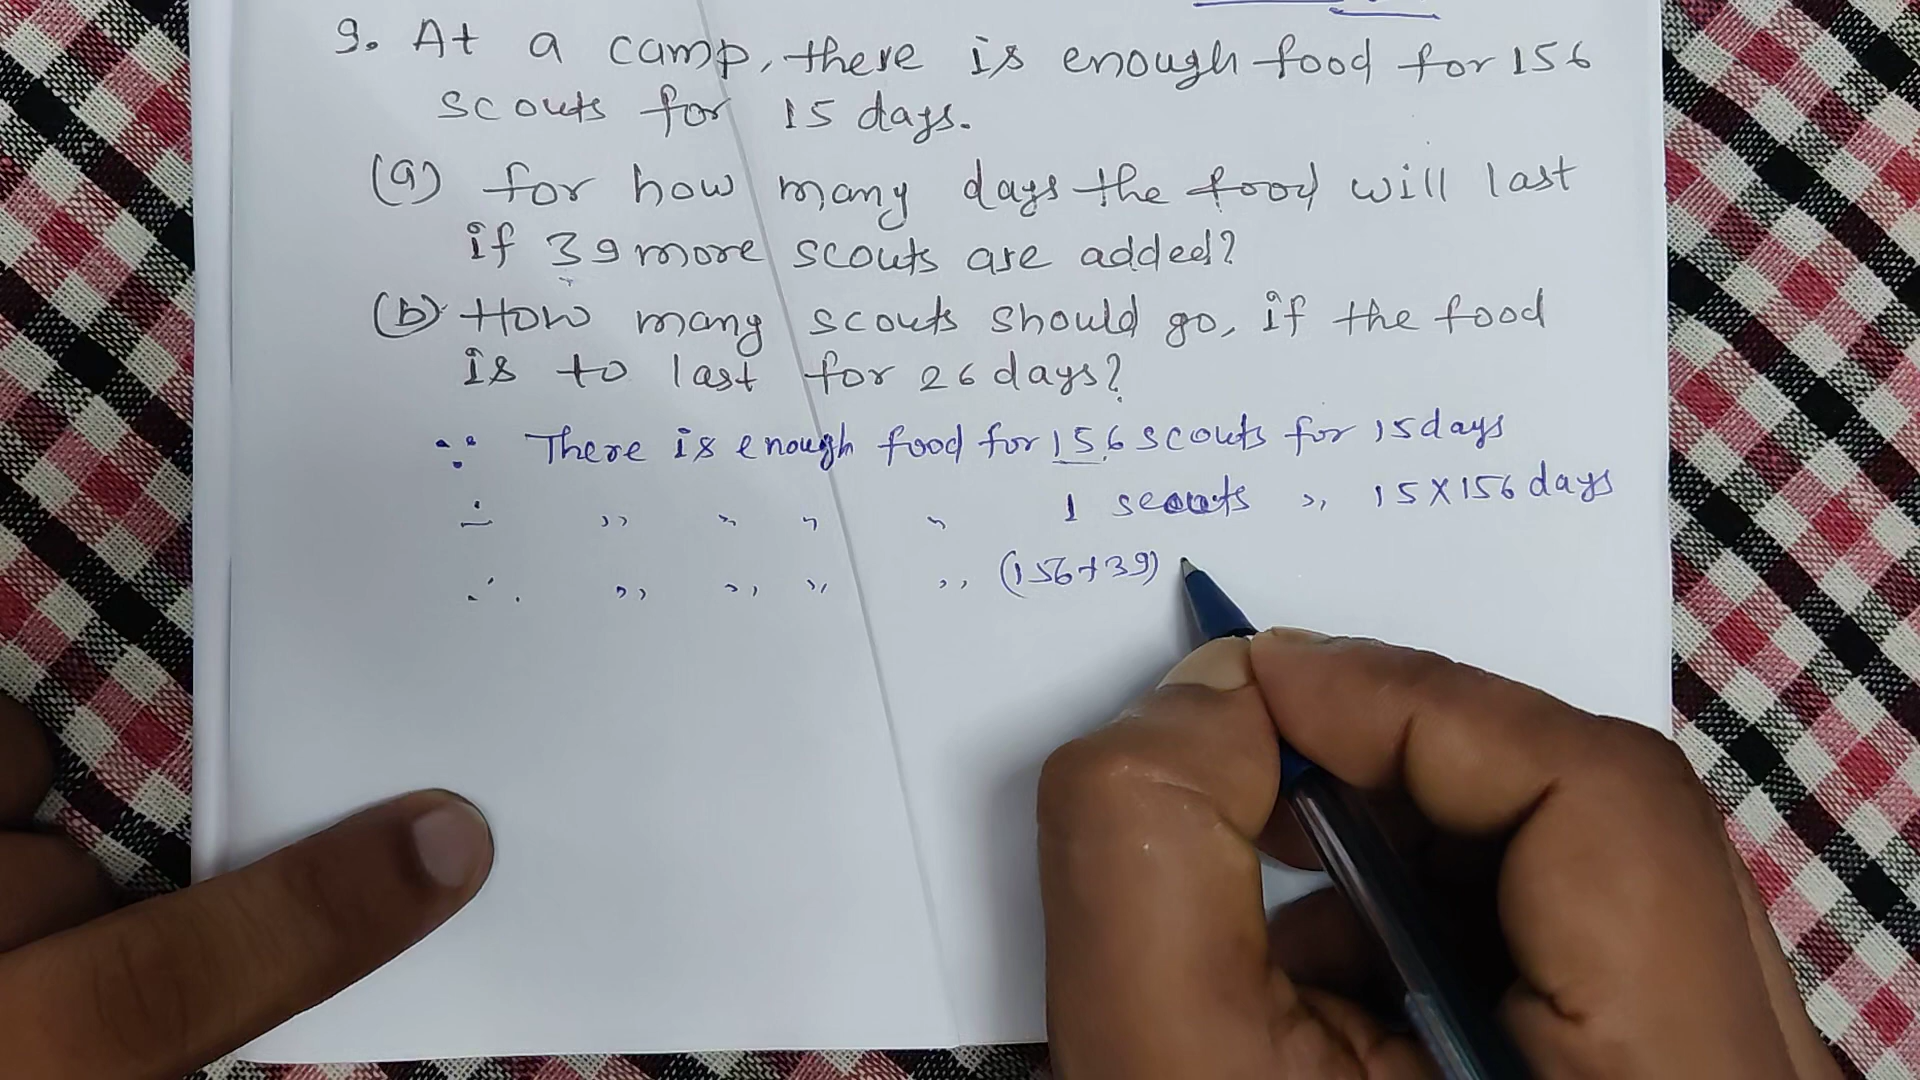 9. At a camp, there is enough food for 156
scouts for 15 days.
(a) for how many days the food will last
if 39 more scouts are added?
(b) How many scouts should go, if the food
is to last for 26 days?
∵ There is enough food for 156 scouts for 15 days
∴ ,, ,, ,, ,, 1 scouts ,, 15 X 156 days
∴ ,, ,, ,, ,, (156+39)